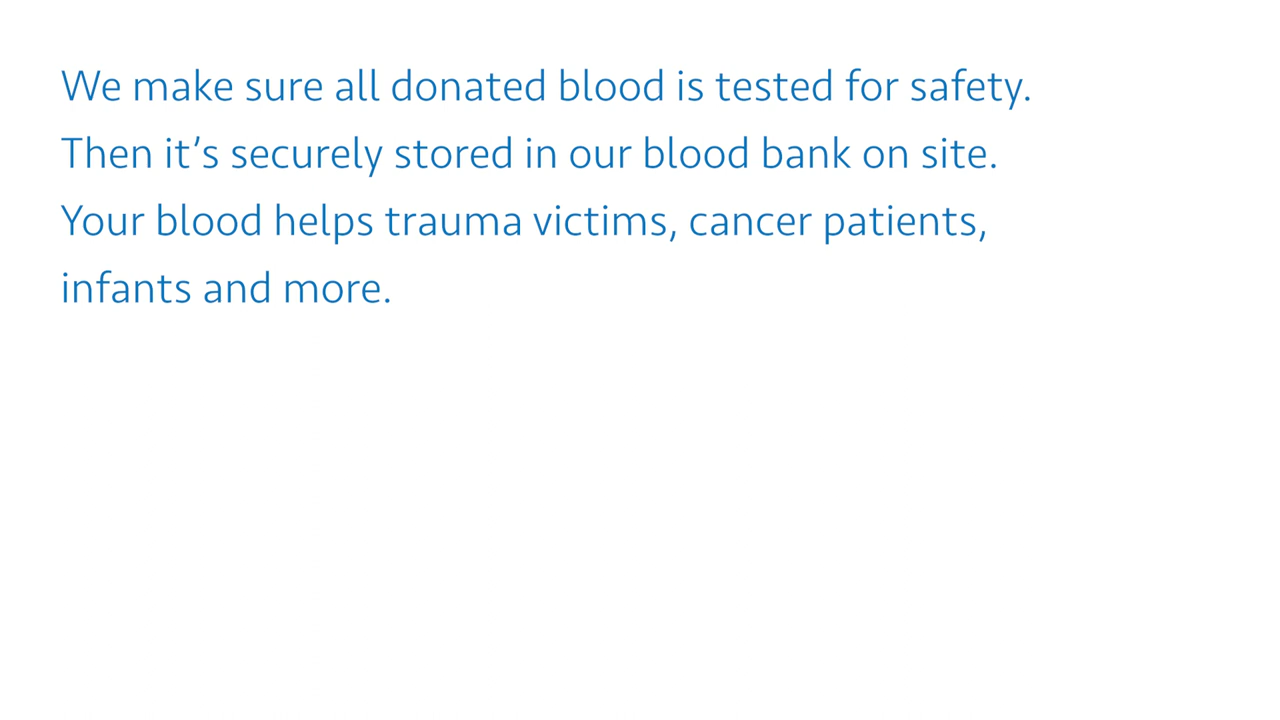 We make sure all donated blood is tested for safety.
Then it’s securely stored in our blood bank on site.
Your blood helps trauma victims, cancer patients,
infants and more.